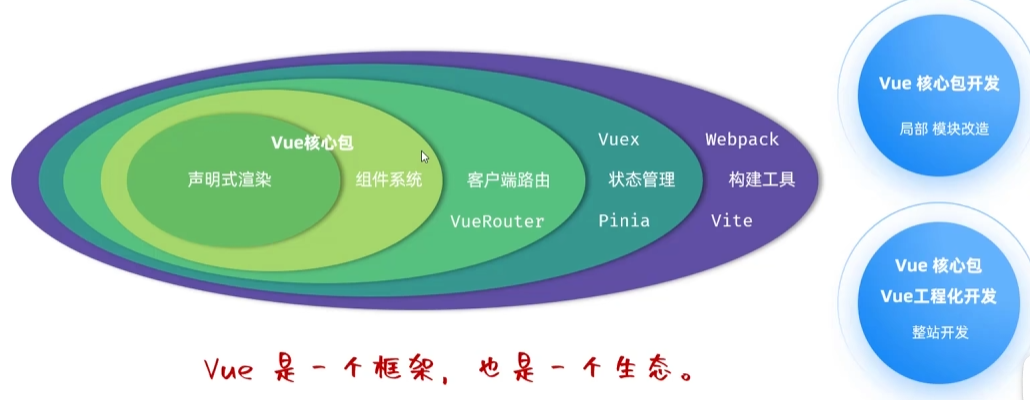 Vue核心包
声明式渲染
组件系统
客户端路由
VueRouter
Vuex
状态管理
Pinia
Webpack
构建工具
Vite
Vue 核心包开发
局部 模块改造
Vue 核心包
Vue工程化开发
整站开发
Vue 是一个框架，也是一个生态。